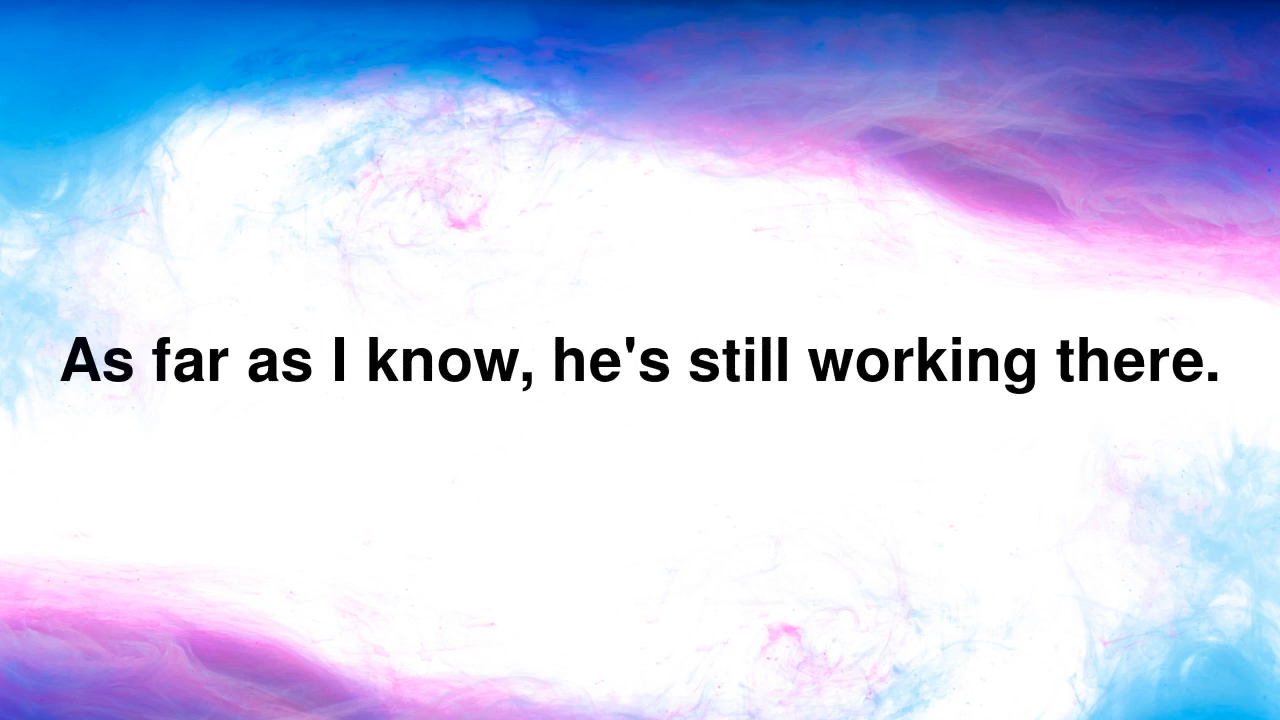 As far as I know, he's still working there.